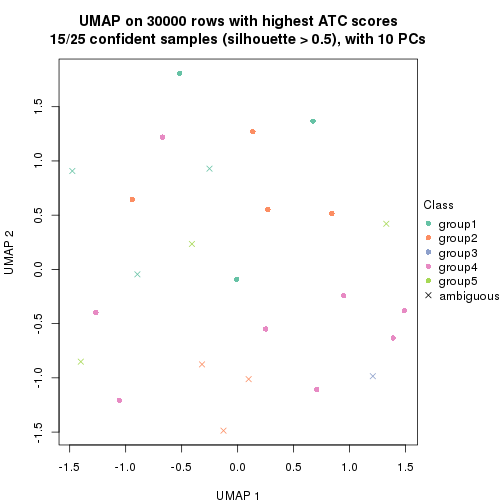 UMAP on 30000 rows with highest ATC scores
15/25 confident samples (silhouette > 0.5), with 10 PCs
UMAP 2
1.5
1.0
0.5
0.0
-0.5
-1.0
-1.5
-1.5 -1.0 -0.5 0.0 0.5 1.0 1.5
UMAP 1
Class
group1
group2
group3
group4
group5
ambiguous